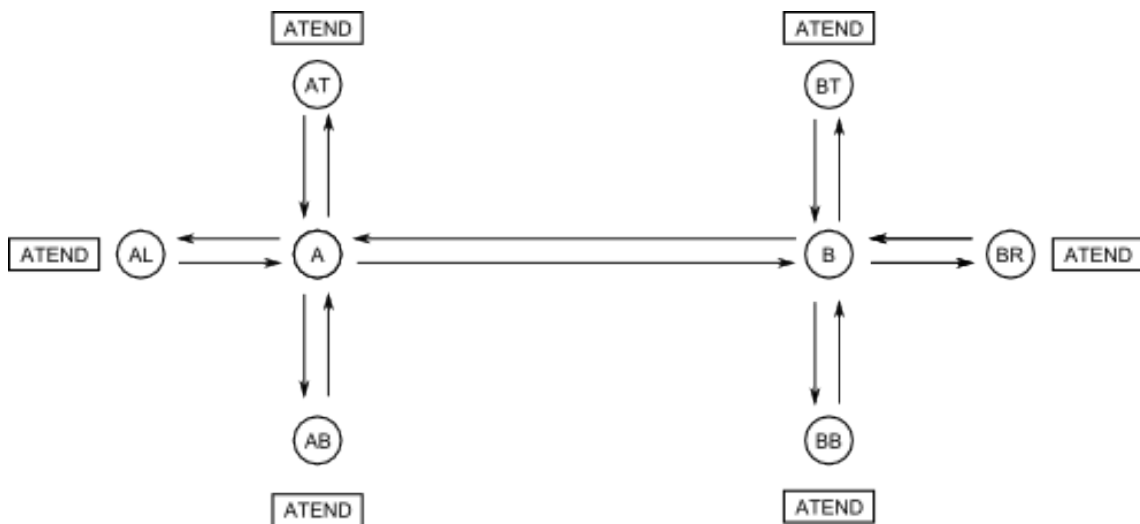 ATEND ATEND
AT BT
ATEND AL A B BR ATEND
AB BB
ATEND ATEND